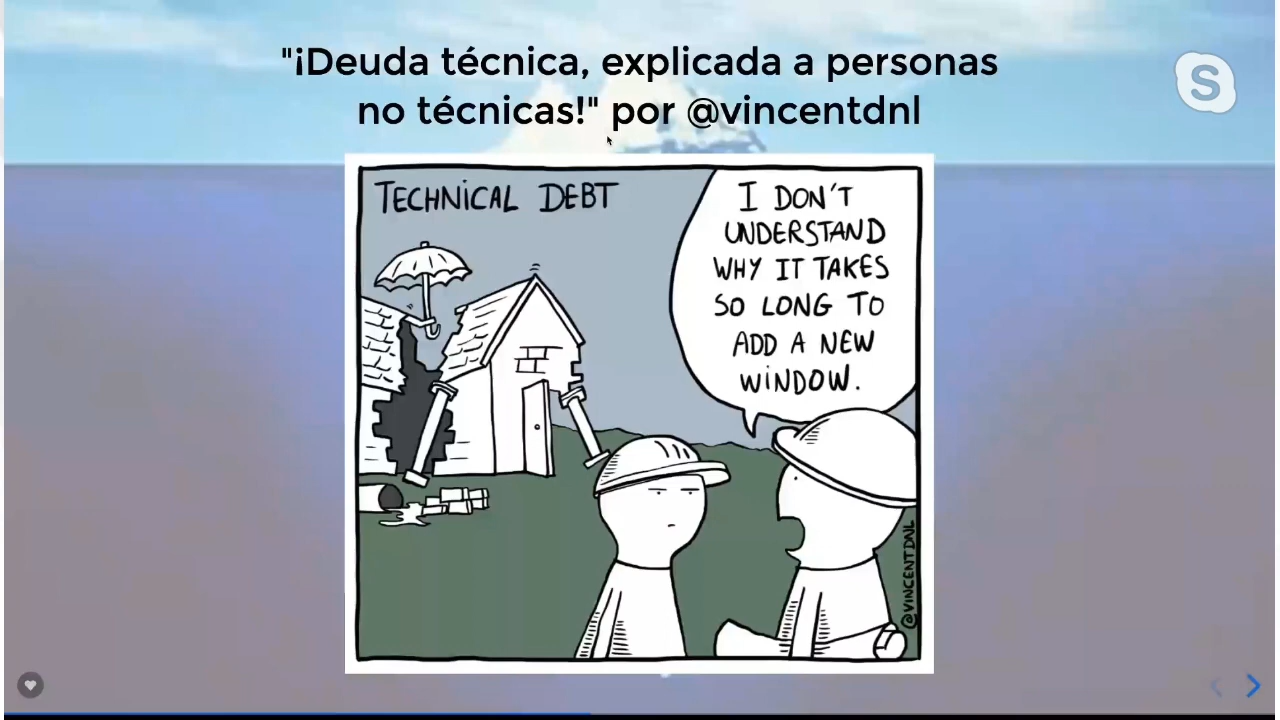 "¡Deuda técnica, explicada a personas
no técnicas!" por @vincentdnl
S
TECHNICAL DEBT
I DON'T
UNDERSTAND
WHY IT TAKES
SO LONG TO
ADD A NEW
WINDOW.
@VINCENTDNL